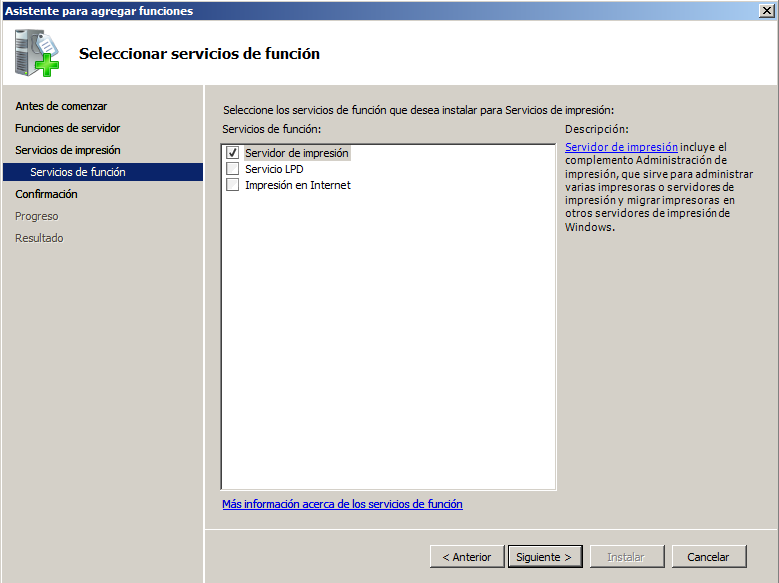 Asistente para agregar funciones
Seleccionar servicios de función
Antes de comenzar
Funciones de servidor
Servicios de impresión
Servicios de función
Confirmación
Progreso
Resultado
Seleccione los servicios de función que desea instalar para Servicios de impresión:
Servicios de función:
Servidor de impresión
Servicio LPD
Impresión en Internet
Descripción:
Servidor de impresión incluye el
complemento Administración de
impresión, que sirve para administrar
varias impresoras o servidores de
impresión y migrar impresoras en
otros servidores de impresión de
Windows.
Más información acerca de los servicios de función
< Anterior
Siguiente >
Instalar
Cancelar